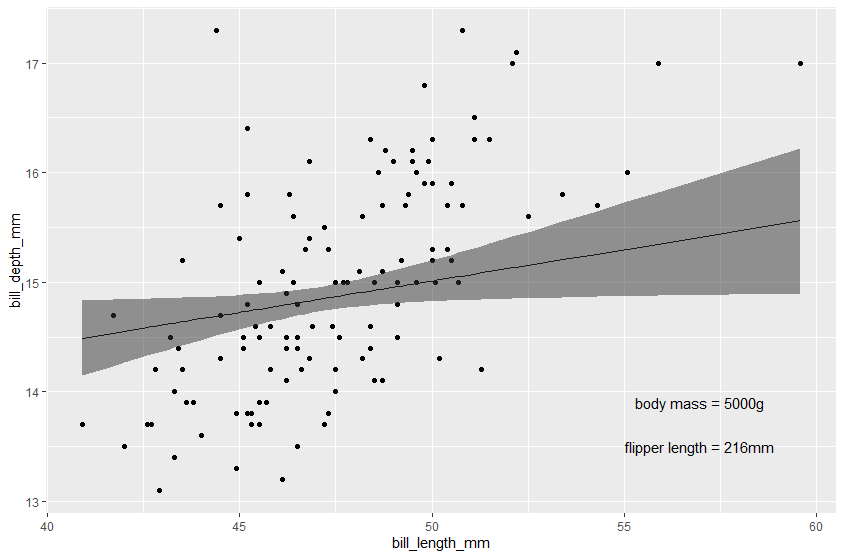 17
16
15
14
13
bill_depth_mm
body mass = 5000g
flipper length = 216mm
40
45
50
55
60
bill_length_mm